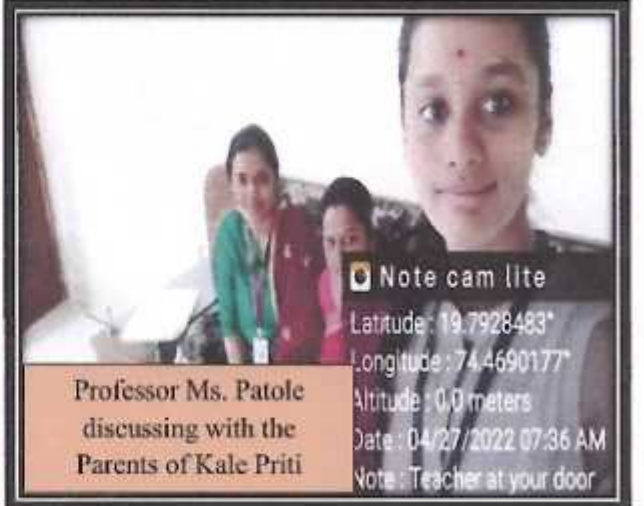 Note cam lite
Latitude : 19.7928483°
Longitude : 74.4690177°
Altitude : 0.0 meters
Date : 04/27/2022 07:36 AM
Note : Teacher at your door
Professor Ms. Patole
discussing with the
Parents of Kale Priti